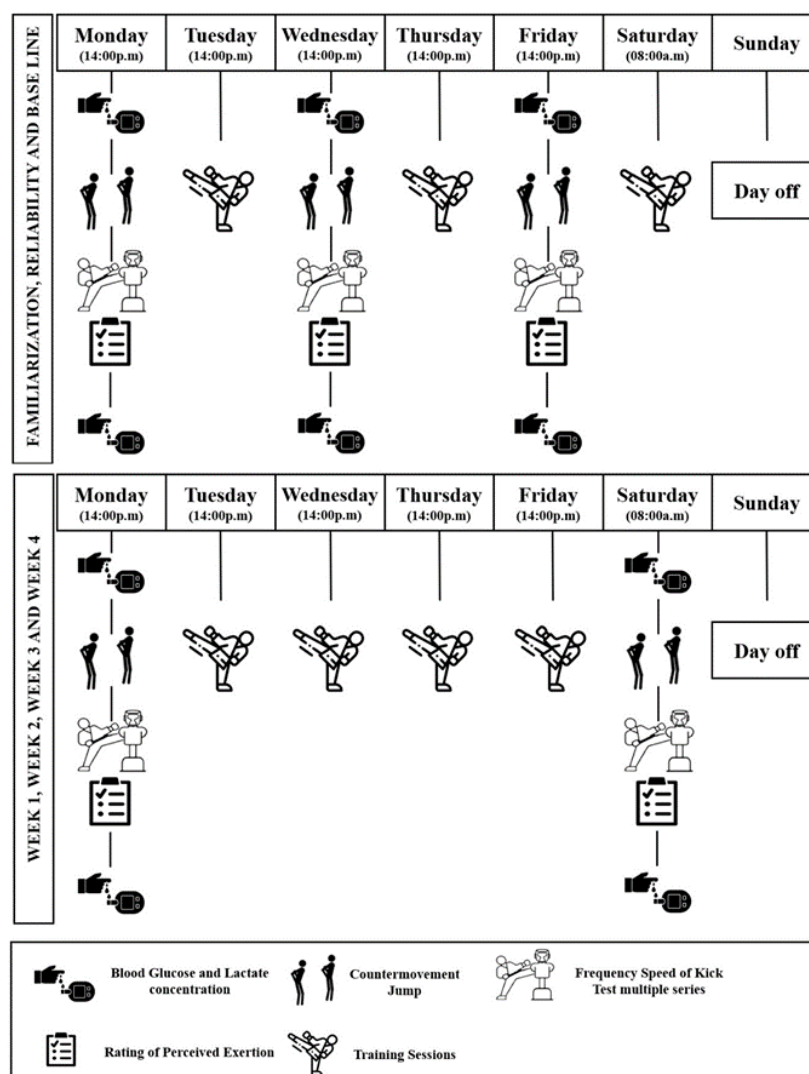 FAMILIARIZATION, RELIABILITY AND BASE LINE
Monday Tuesday Wednesday Thursday Friday Saturday Sunday
(14:00p.m) (14:00p.m) (14:00p.m) (14:00p.m) (14:00p.m) (08:00a.m)
Day off
WEEK 1, WEEK 2, WEEK 3 AND WEEK 4
Monday Tuesday Wednesday Thursday Friday Saturday Sunday
(14:00p.m) (14:00p.m) (14:00p.m) (14:00p.m) (14:00p.m) (08:00a.m)
Day off
Blood Glucose and Lactate
concentration
Countermovement
Jump
Frequency Speed of Kick
Test multiple series
Rating of Perceived Exertion
Training Sessions